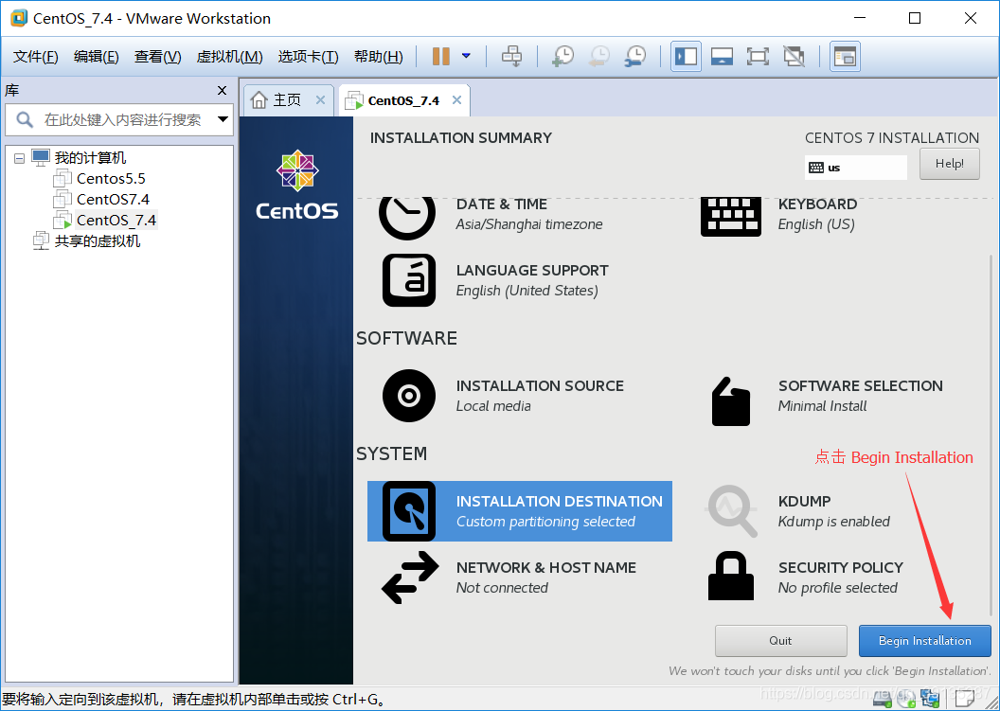 CentOS_7.4 - VMware Workstation
文件(F) 编辑(E) 查看(V) 虚拟机(M) 选项卡(T) 帮助(H)
库
在此处键入内容进行搜索
我的计算机
Centos5.5
CentOS7.4
CentOS_7.4
共享的虚拟机
主页
CentOS_7.4
CentOS
INSTALLATION SUMMARY
CENTOS 7 INSTALLATION
us
Help!
DATE & TIME
Asia/Shanghai timezone
KEYBOARD
English (US)
LANGUAGE SUPPORT
English (United States)
SOFTWARE
INSTALLATION SOURCE
Local media
SOFTWARE SELECTION
Minimal Install
SYSTEM
点击 Begin Installation
INSTALLATION DESTINATION
Custom partitioning selected
KDUMP
Kdump is enabled
NETWORK & HOST NAME
Not connected
SECURITY POLICY
No profile selected
Quit
Begin Installation
We won't touch your disks until you click 'Begin Installation'.
要将输入定向到该虚拟机，请在虚拟机内部单击或按 Ctrl+G。